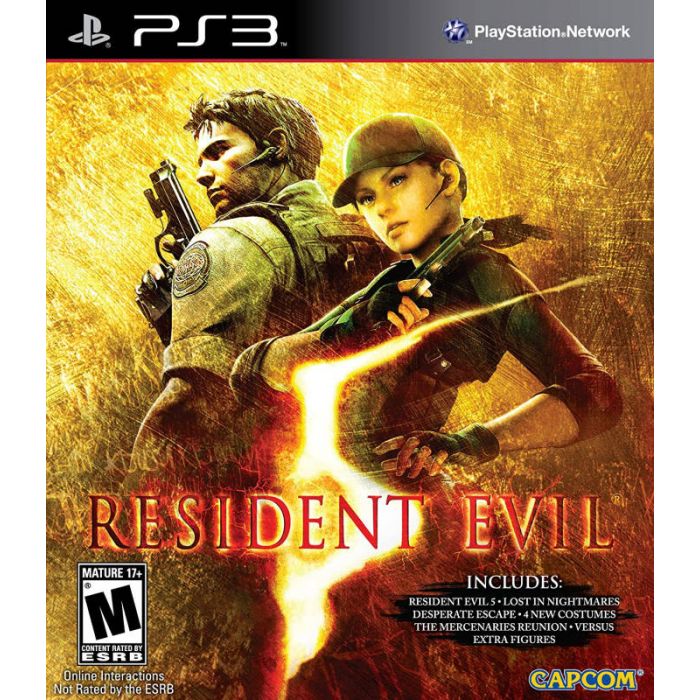 PS3
PlayStation®Network
5
RESIDENT EVIL®
INCLUDES:
RESIDENT EVIL 5 • LOST IN NIGHTMARES
DESPERATE ESCAPE • 4 NEW COSTUMES
THE MERCENARIES REUNION • VERSUS
EXTRA FIGURES
MATURE 17+
M
CONTENT RATED BY
ESRB
Online Interactions
Not Rated by the ESRB
CAPCOM®